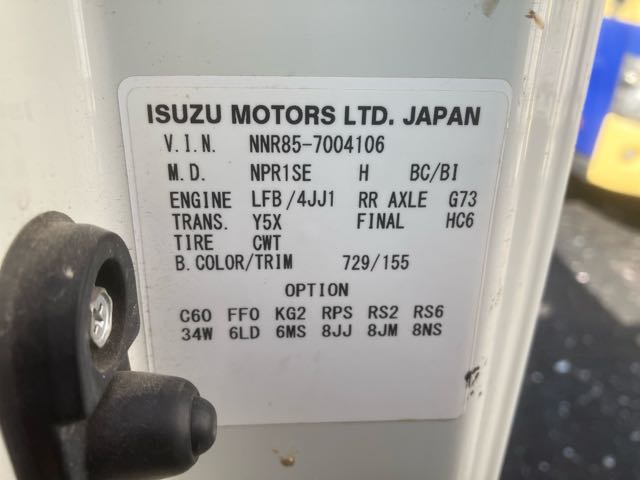 ISUZU MOTORS LTD. JAPAN
V.I.N. NNR85-7004106
M.D. NPR1SE H BC/BI
ENGINE LFB/4JJ1 RR AXLE G73
TRANS. Y5X FINAL HC6
TIRE CWT
B.COLOR/TRIM 729/155
OPTION
C60 FF0 KG2 RPS RS2 RS6
34W 6LD 6MS 8JJ 8JM 8NS